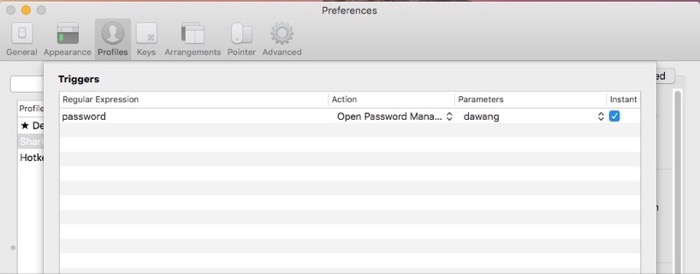 Preferences
General Appearance Profiles Keys Arrangements Pointer Advanced
Triggers
ed
Regular Expression Action Parameters Instant
Profile
password Open Password Mana... dawang
★ De
Shar
Hotke